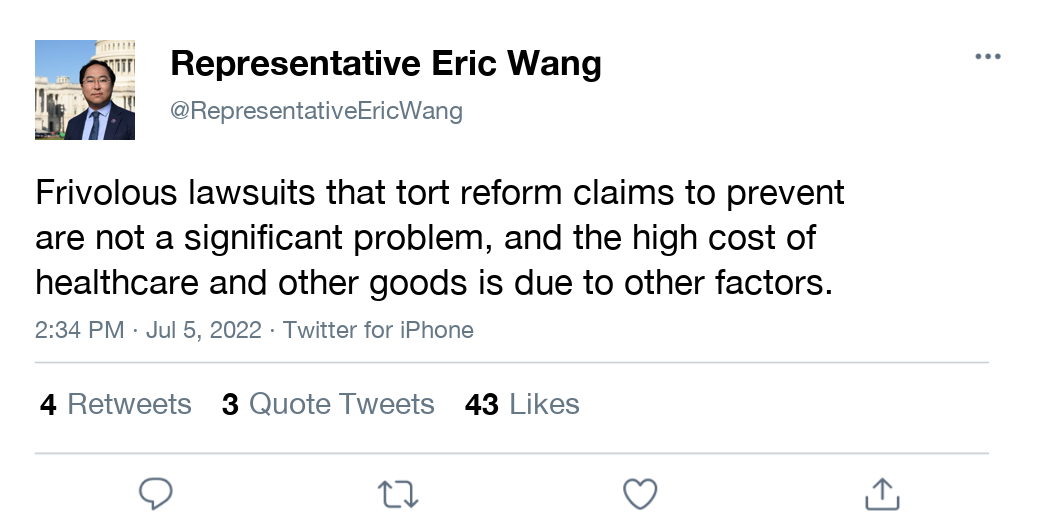 Representative Eric Wang
@RepresentativeEricWang
Frivolous lawsuits that tort reform claims to prevent
are not a significant problem, and the high cost of
healthcare and other goods is due to other factors.
2:34 PM · Jul 5, 2022 · Twitter for iPhone
4 Retweets 3 Quote Tweets 43 Likes